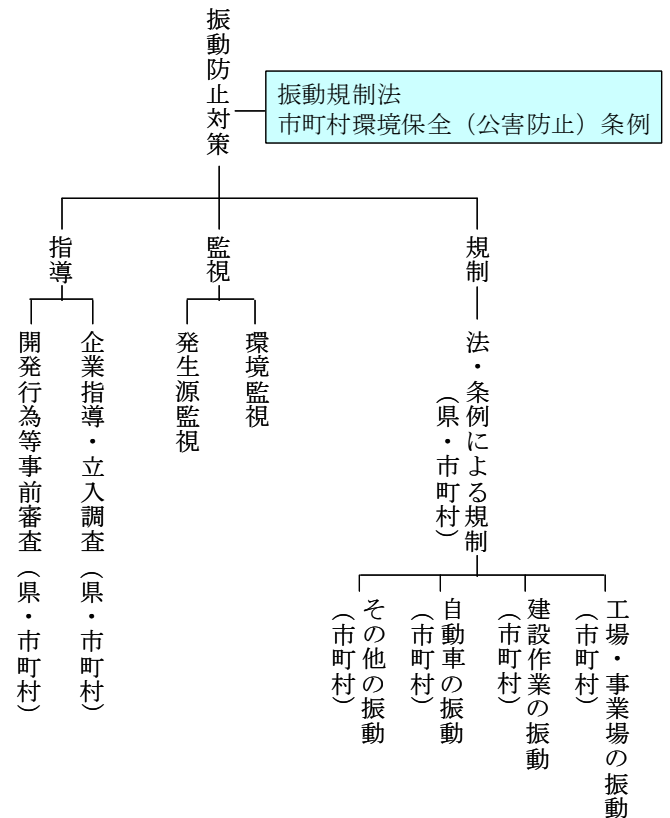 振動防止対策
振動規制法
市町村環境保全（公害防止）条例
規制
法・条例による規制
（県・市町村）
工場・事業場の振動
（市町村）
建設作業の振動
（市町村）
自動車の振動
（市町村）
その他の振動
（市町村）
監視
環境監視
発生源監視
指導
企業指導・立入調査（県・市町村）
開発行為等事前審査（県・市町村）